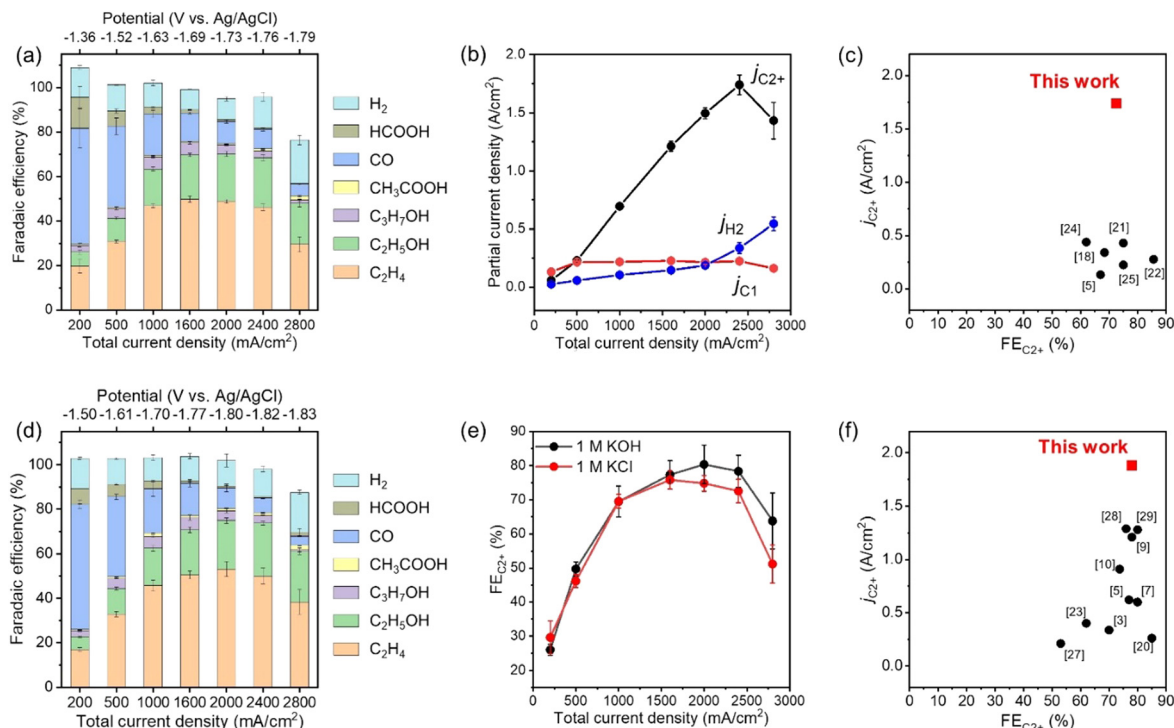 (a)
Potential (V vs. Ag/AgCl)
-1.36 -1.52 -1.63 -1.69 -1.73 -1.76 -1.79
Faradaic efficiency (%)
100
80
60
40
20
0
200 500 1000 1600 2000 2400 2800
Total current density (mA/cm²)
H₂
HCOOH
CO
CH₃COOH
C₃H₇OH
C₂H₅OH
C₂H₄
(b)
Partial current density (A/cm²)
2.0
1.5
1.0
0.5
0.0
jC2+
jH2
jC1
0 500 1000 1500 2000 2500 3000
Total current density (mA/cm²)
(c)
jC2+ (A/cm²)
2.0
1.5
1.0
0.5
0.0
This work
[24] [21]
[18] [22]
[5] [25]
0 10 20 30 40 50 60 70 80 90
FEC2+ (%)
(d)
Potential (V vs. Ag/AgCl)
-1.50 -1.61 -1.70 -1.77 -1.80 -1.82 -1.83
Faradaic efficiency (%)
100
80
60
40
20
0
200 500 1000 1600 2000 2400 2800
Total current density (mA/cm²)
H₂
HCOOH
CO
CH₃COOH
C₃H₇OH
C₂H₅OH
C₂H₄
(e)
FEC2+ (%)
90
80
70
60
50
40
30
20
1 M KOH
1 M KCl
0 500 1000 1500 2000 2500 3000
Total current density (mA/cm²)
(f)
jC2+ (A/cm²)
2.0
1.5
1.0
0.5
0.0
This work
[28] [29]
[9]
[10]
[5] [7]
[23] [3]
[27] [20]
0 10 20 30 40 50 60 70 80 90
FEC2+ (%)